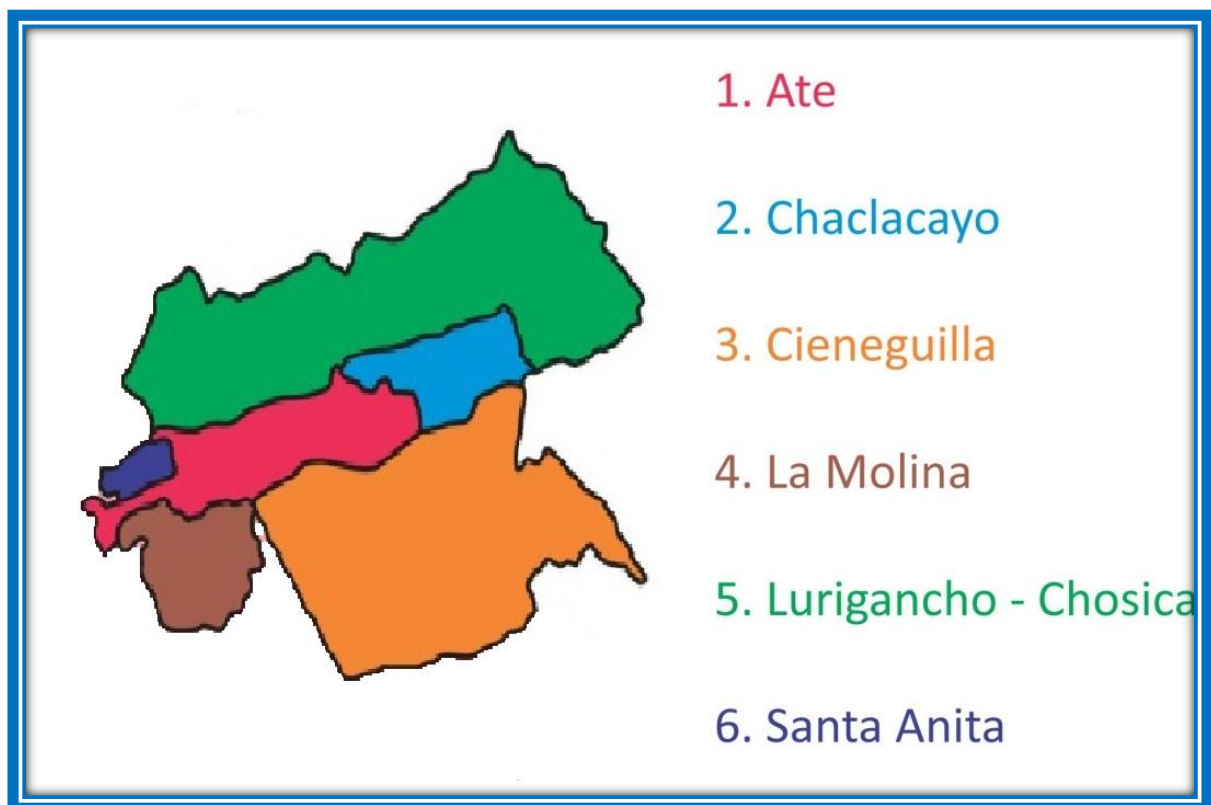 1. Ate
2. Chaclacayo
3. Cieneguilla
4. La Molina
5. Lurigancho - Chosica
6. Santa Anita